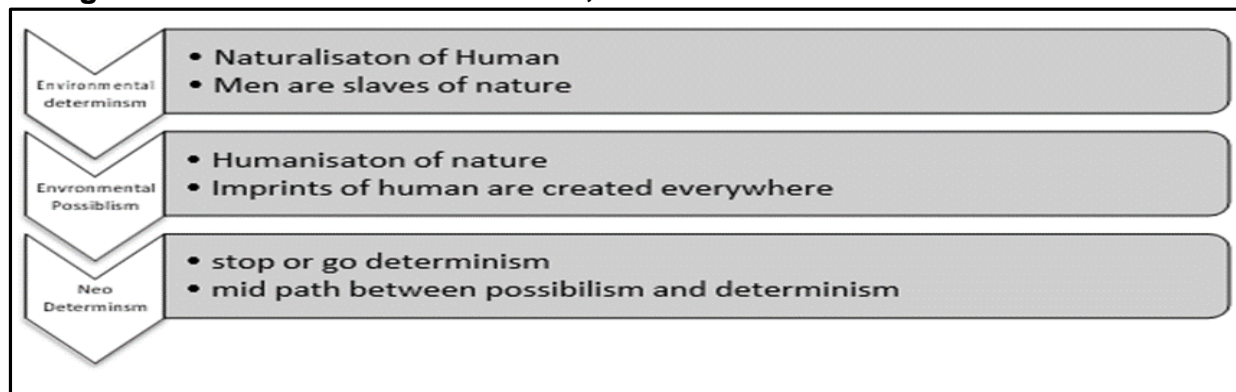 Environmental
determinsm
• Naturalisaton of Human
• Men are slaves of nature
Envronmental
Possiblism
• Humanisaton of nature
• Imprints of human are created everywhere
Neo
Determinsm
• stop or go determinism
• mid path between possibilism and determinism